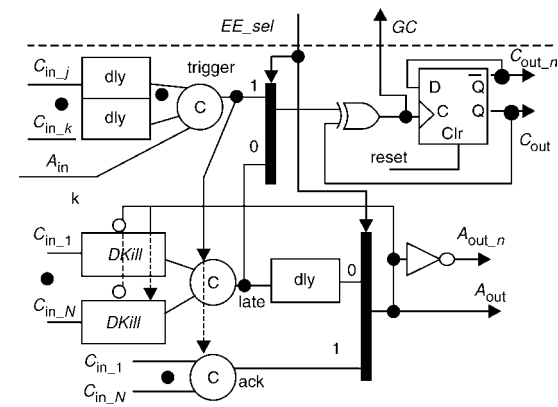 EE_sel
GC
C_out_n
C_in_j
dly
trigger
1
D
Q
C
dly
C
C
Q
C_in_k
0
Clr
C_out
A_in
reset
k
C_in_1
DKill
A_out_n
C
dly
0
late
C_in_N
DKill
A_out
1
C_in_1
C
ack
C_in_N